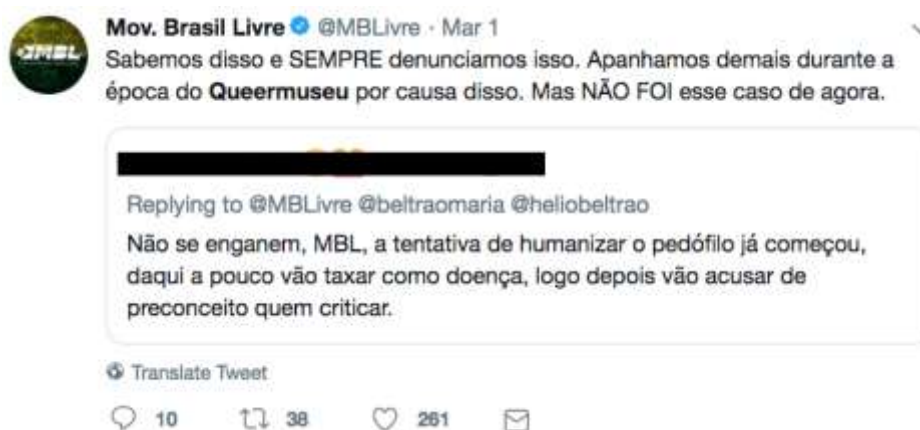 Mov. Brasil Livre @MBLivre · Mar 1
Sabemos disso e SEMPRE denunciamos isso. Apanhamos demais durante a
época do Queermuseu por causa disso. Mas NÃO FOI esse caso de agora.
Replying to @MBLivre @beltraomaria @heliobeltrao
Não se enganem, MBL, a tentativa de humanizar o pedófilo já começou,
daqui a pouco vão taxar como doença, logo depois vão acusar de
preconceito quem criticar.
Translate Tweet
10 38 261
MBL